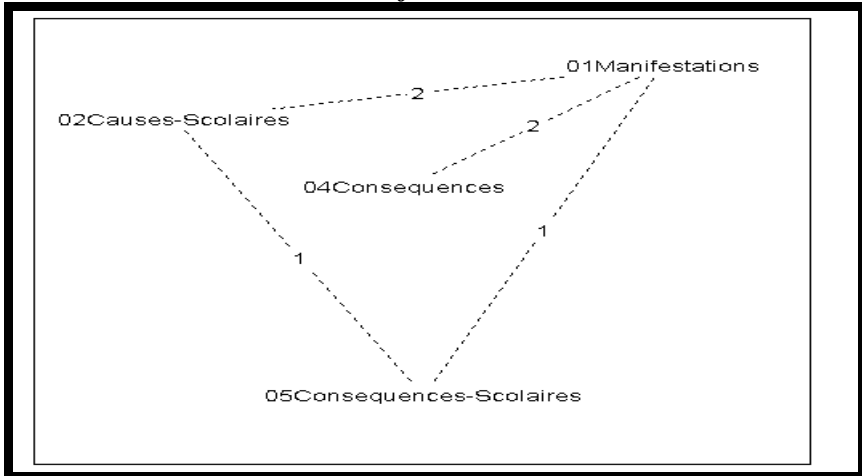 01Manifestations
2
02Causes-Scolaires
2
04Consequences
1
1
05Consequences-Scolaires